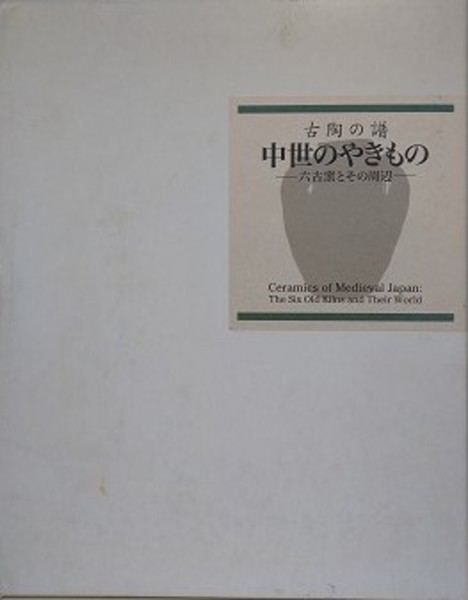 古陶の譜
中世のやきもの
―六古窯とその周辺―
Ceramics of Medieval Japan:
The Six Old Kilns and Their World